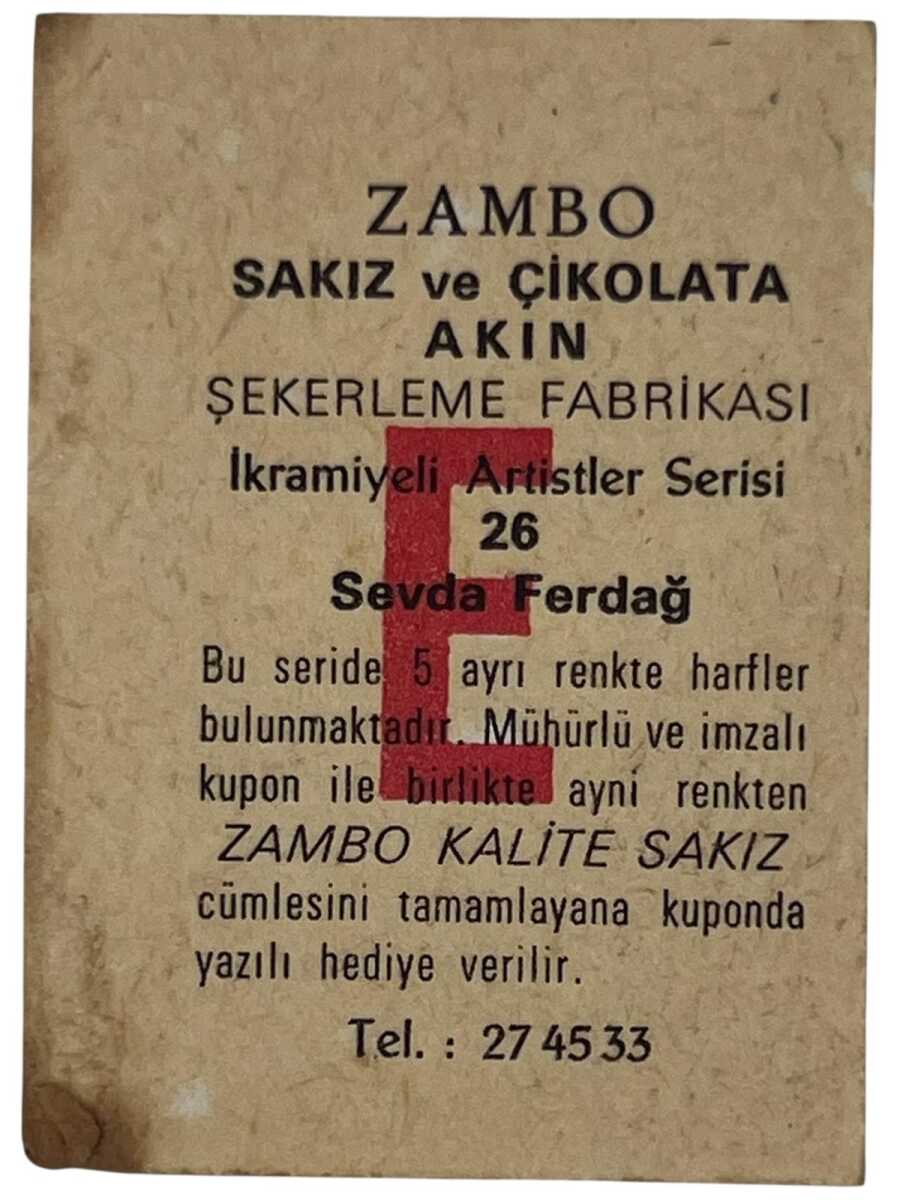 ZAMBO
SAKIZ ve ÇİKOLATA
AKIN
ŞEKERLEME FABRİKASI
İkramiyeli Artistler Serisi
26
Sevda Ferdağ
E
Bu seride 5 ayrı renkte harfler
bulunmaktadır. Mühürlü ve imzalı
kupon ile birlikte ayni renkten
ZAMBO KALİTE SAKIZ
cümlesini tamamlayana kuponda
yazılı hediye verilir.
Tel. : 27 45 33